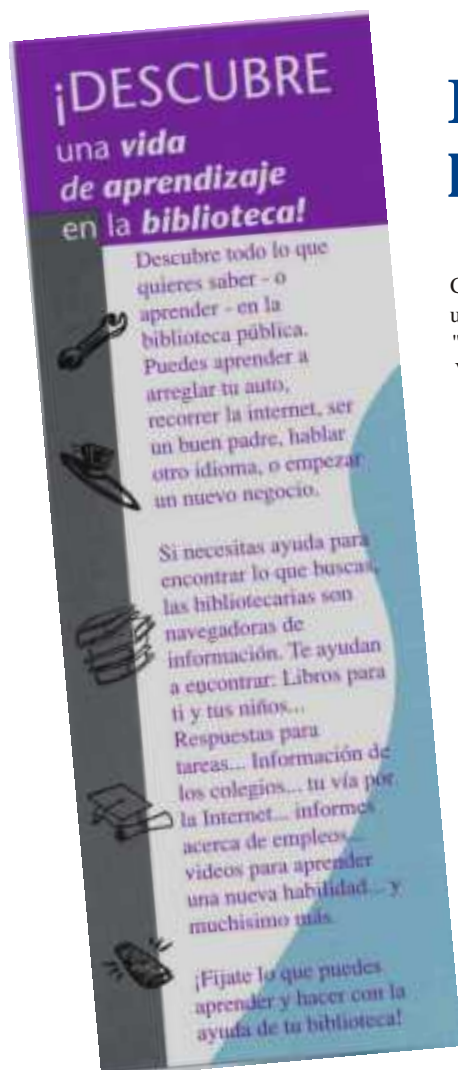 ¡DESCUBRE
una vida
de aprendizaje
en la biblioteca!
Descubre todo lo que
quieres saber - o
aprender - en la
biblioteca pública.
Puedes aprender a
arreglar tu auto,
recorrer la internet, ser
un buen padre, hablar
otro idioma, o empezar
un nuevo negocio.
Si necesitas ayuda para
encontrar lo que buscas,
las bibliotecarias son
navegadoras de
información. Te ayudan
a encontrar: Libros para
ti y tus niños...
Respuestas para
tareas... Información de
los colegios... tu vía por
la Internet... informes
acerca de empleos...
videos para aprender
una nueva habilidad... y
muchisimo más.
¡Fijate lo que puedes
aprender y hacer con la
ayuda de tu biblioteca!